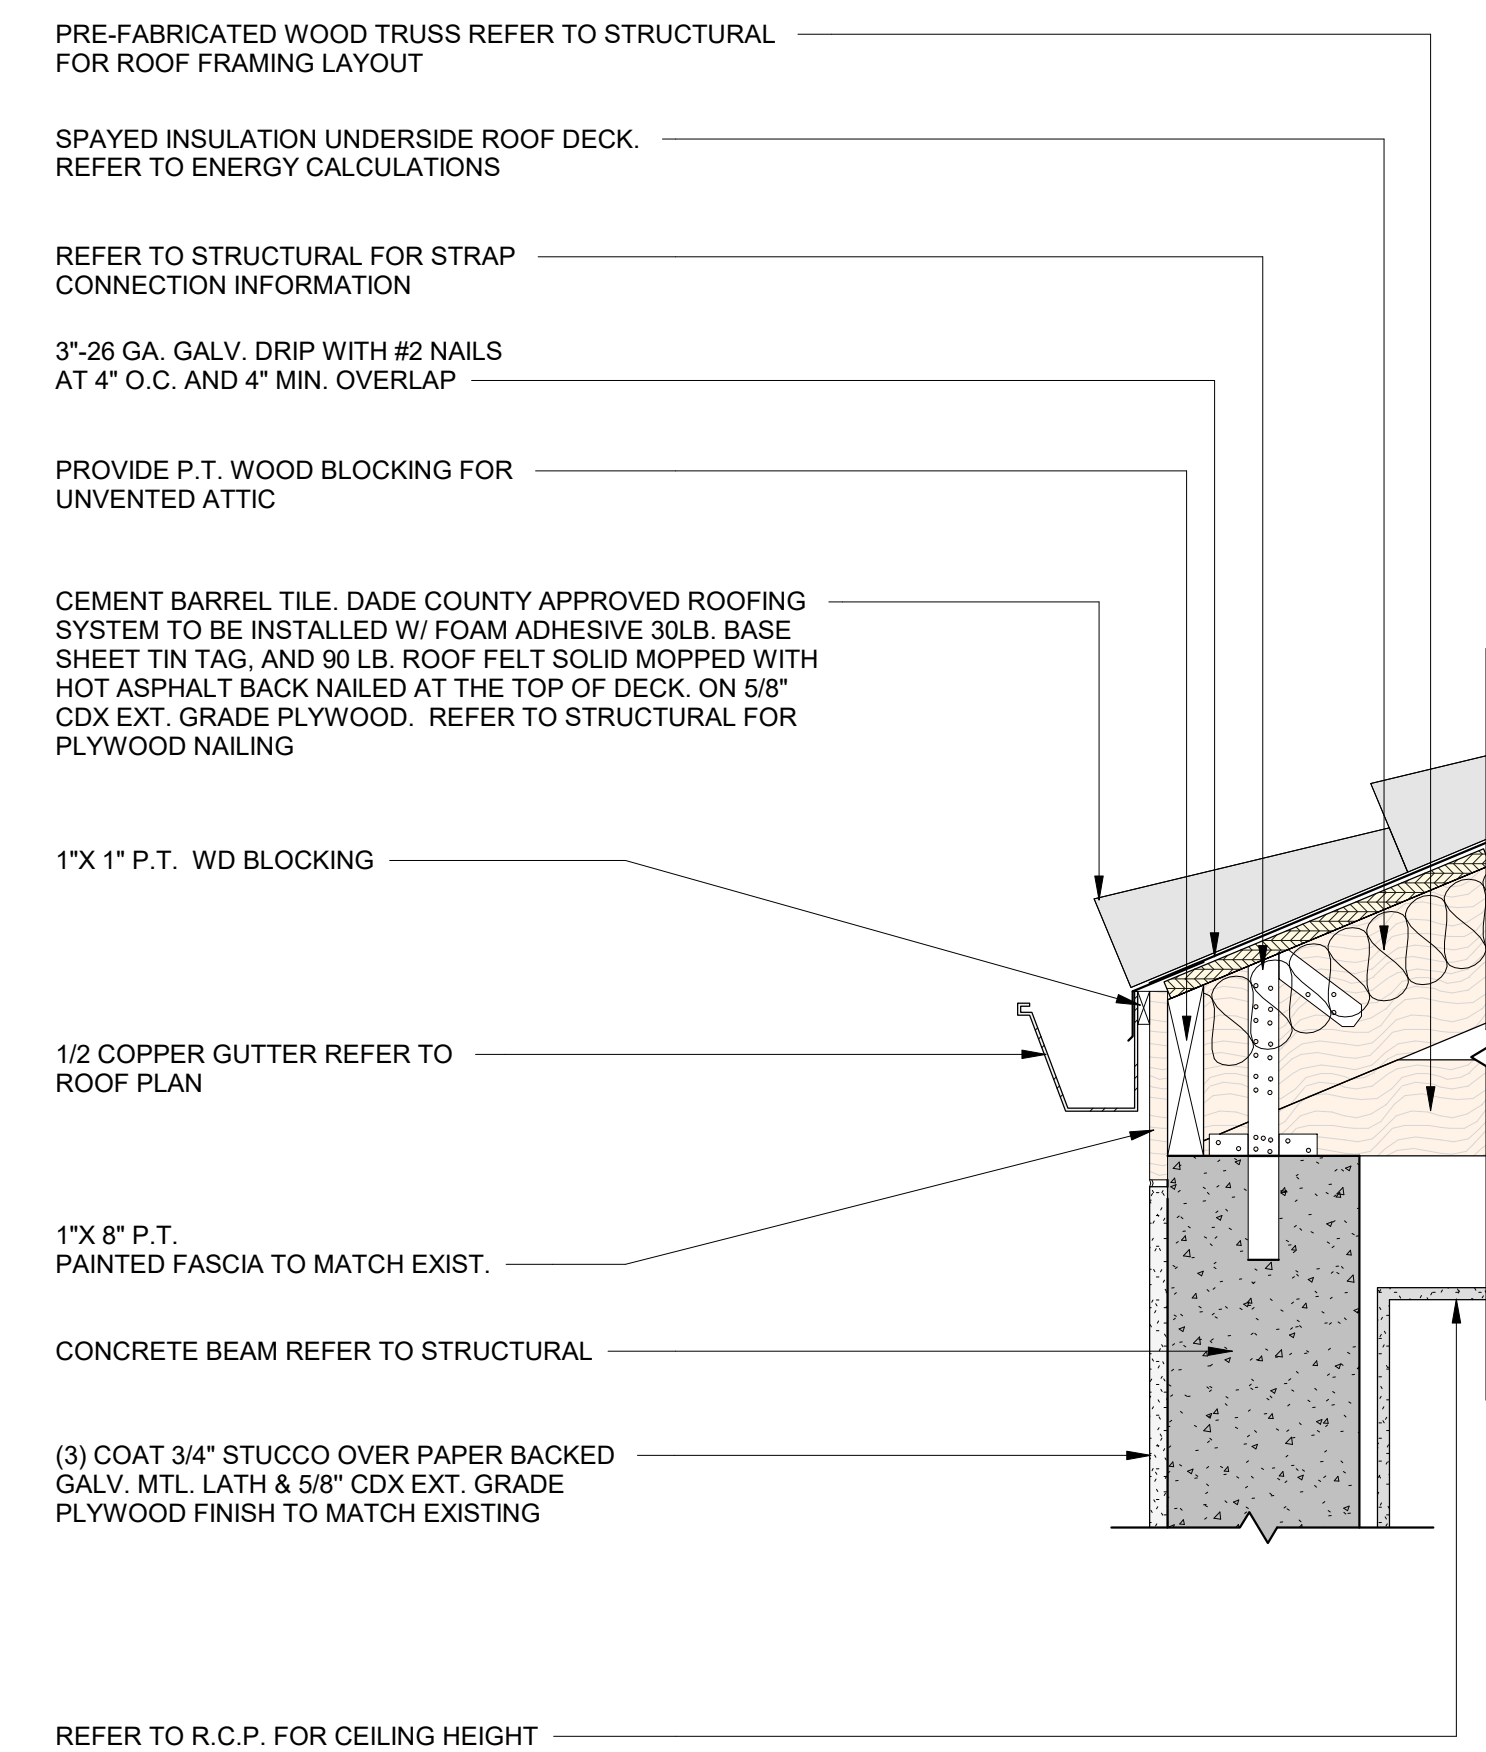 PRE-FABRICATED WOOD TRUSS REFER TO STRUCTURAL
FOR ROOF FRAMING LAYOUT
SPAYED INSULATION UNDERSIDE ROOF DECK.
REFER TO ENERGY CALCULATIONS
REFER TO STRUCTURAL FOR STRAP
CONNECTION INFORMATION
3"-26 GA. GALV. DRIP WITH #2 NAILS
AT 4" O.C. AND 4" MIN. OVERLAP
PROVIDE P.T. WOOD BLOCKING FOR
UNVENTED ATTIC
CEMENT BARREL TILE. DADE COUNTY APPROVED ROOFING
SYSTEM TO BE INSTALLED W/ FOAM ADHESIVE 30LB. BASE
SHEET TIN TAG, AND 90 LB. ROOF FELT SOLID MOPPED WITH
HOT ASPHALT BACK NAILED AT THE TOP OF DECK. ON 5/8"
CDX EXT. GRADE PLYWOOD.  REFER TO STRUCTURAL FOR
PLYWOOD NAILING
1"X 1" P.T.  WD BLOCKING
1/2 COPPER GUTTER REFER TO
ROOF PLAN
1"X 8" P.T.
PAINTED FASCIA TO MATCH EXIST.
CONCRETE BEAM REFER TO STRUCTURAL
(3) COAT 3/4" STUCCO OVER PAPER BACKED
GALV. MTL. LATH & 5/8" CDX EXT. GRADE
PLYWOOD FINISH TO MATCH EXISTING
REFER TO R.C.P. FOR CEILING HEIGHT